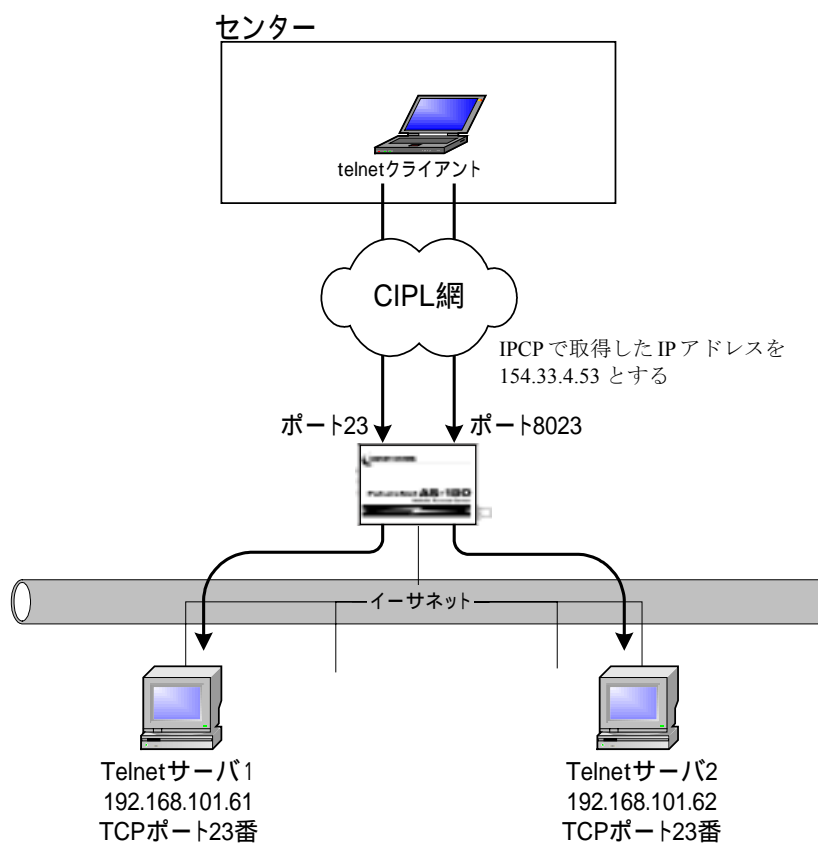 センター
telnetクライアント
CIPL網
IPCP で取得した IP アドレスを
154.33.4.53 とする
ポート23
ポート8023
イーサネット
Telnetサーバ1
192.168.101.61
TCPポート23番
Telnetサーバ2
192.168.101.62
TCPポート23番